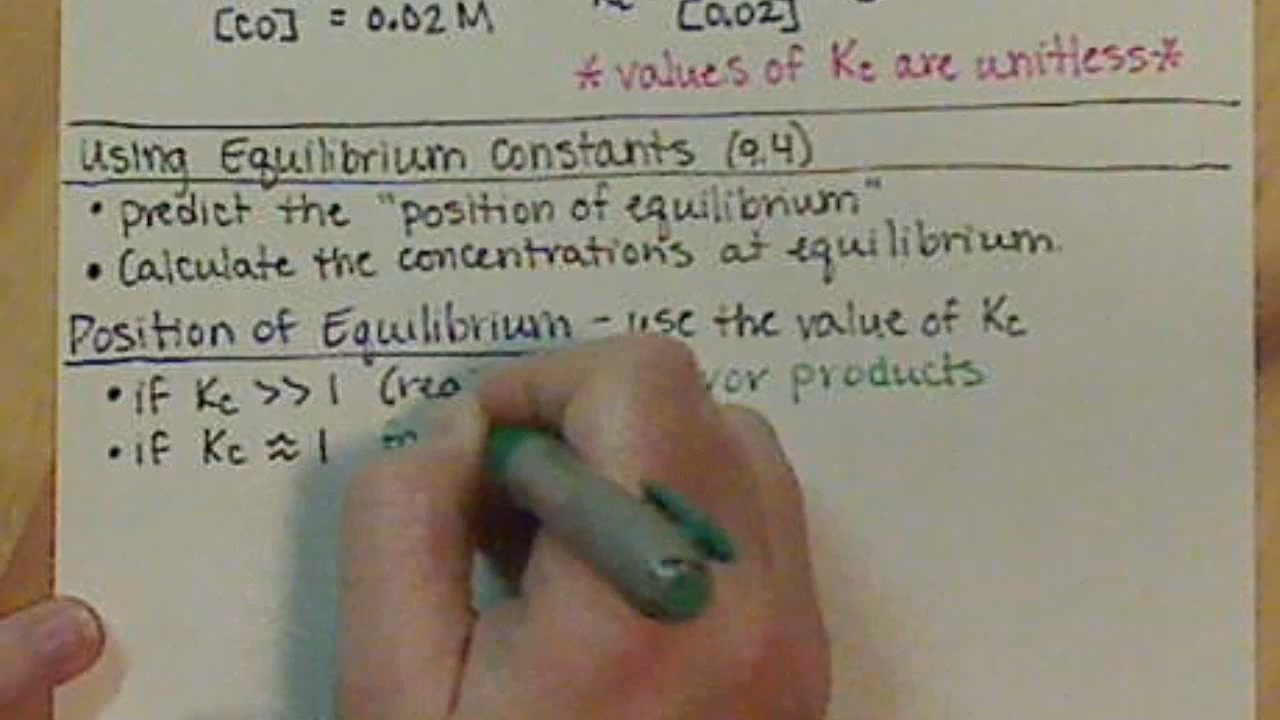 [CO] = 0.02 M [0.02]
* values of Kc are unitless *
Using Equilibrium Constants (9.4)
• predict the "position of equilibrium"
• Calculate the concentrations at equilibrium.
Position of Equilibrium - use the value of Kc
• if Kc >> 1 products
• if Kc ≈ 1